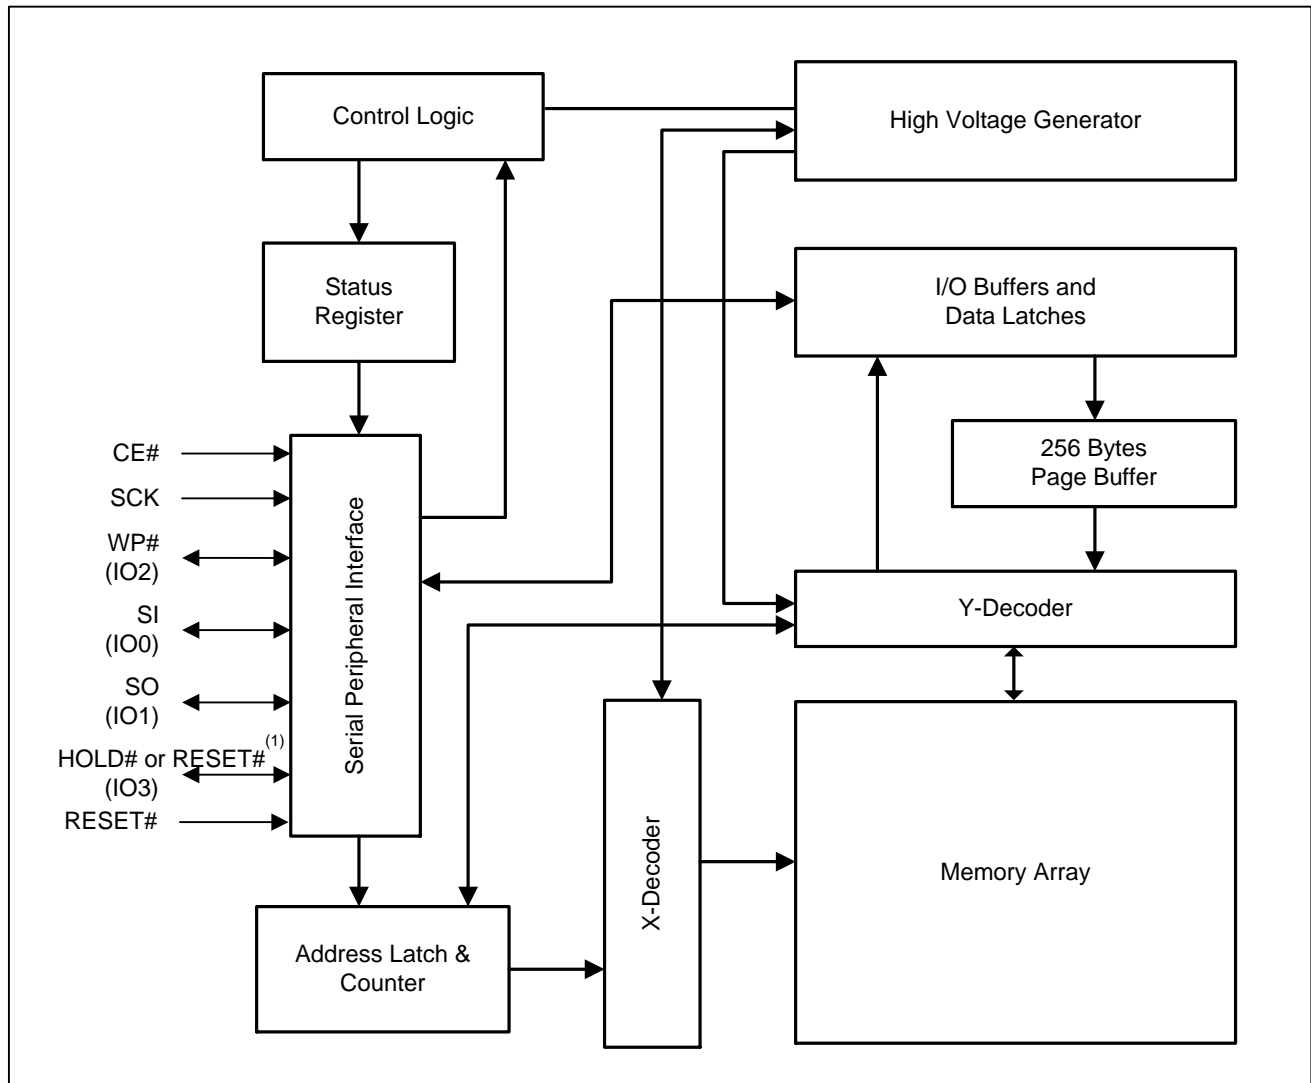 Control Logic
High Voltage Generator
Status
Register
I/O Buffers and
Data Latches
256 Bytes
Page Buffer
Y-Decoder
CE#
SCK
WP#
(IO2)
SI
(IO0)
SO
(IO1)
HOLD# or RESET#(1)
(IO3)
RESET#
Serial Peripheral Interface
Address Latch &
Counter
X-Decoder
Memory Array